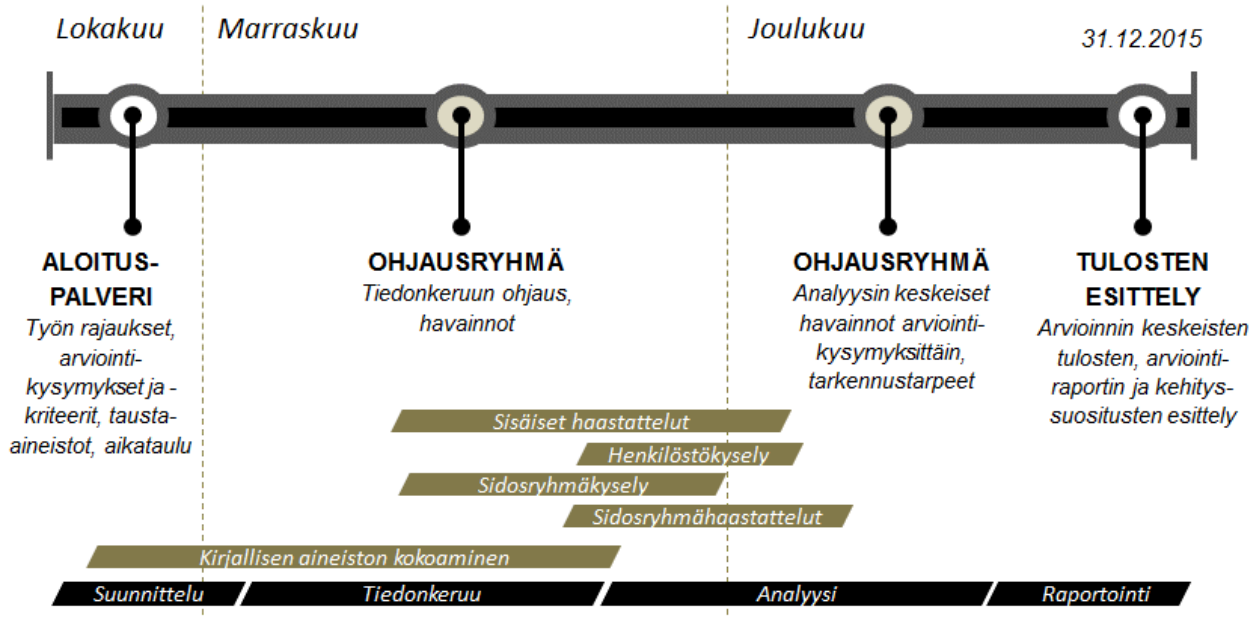 Lokakuu
Marraskuu
Joulukuu
31.12.2015
ALOITUS-
PALVERI
Työn rajaukset,
arviointi-
kysymykset ja -
kriteerit, tausta-
aineistot, aikataulu
OHJAUSRYHMÄ
Tiedonkeruun ohjaus,
havainnot
OHJAUSRYHMÄ
Analyysin keskeiset
havainnot arviointi-
kysymyksittäin,
tarkennustarpeet
TULOSTEN
ESITTELY
Arvioinnin keskeisten
tulosten, arviointi-
raportin ja kehitys-
suositusten esittely
Sisäiset haastattelut
Henkilöstökysely
Sidosryhmäkysely
Sidosryhmähaastattelut
Kirjallisen aineiston kokoaminen
Suunnittelu
Tiedonkeruu
Analyysi
Raportointi